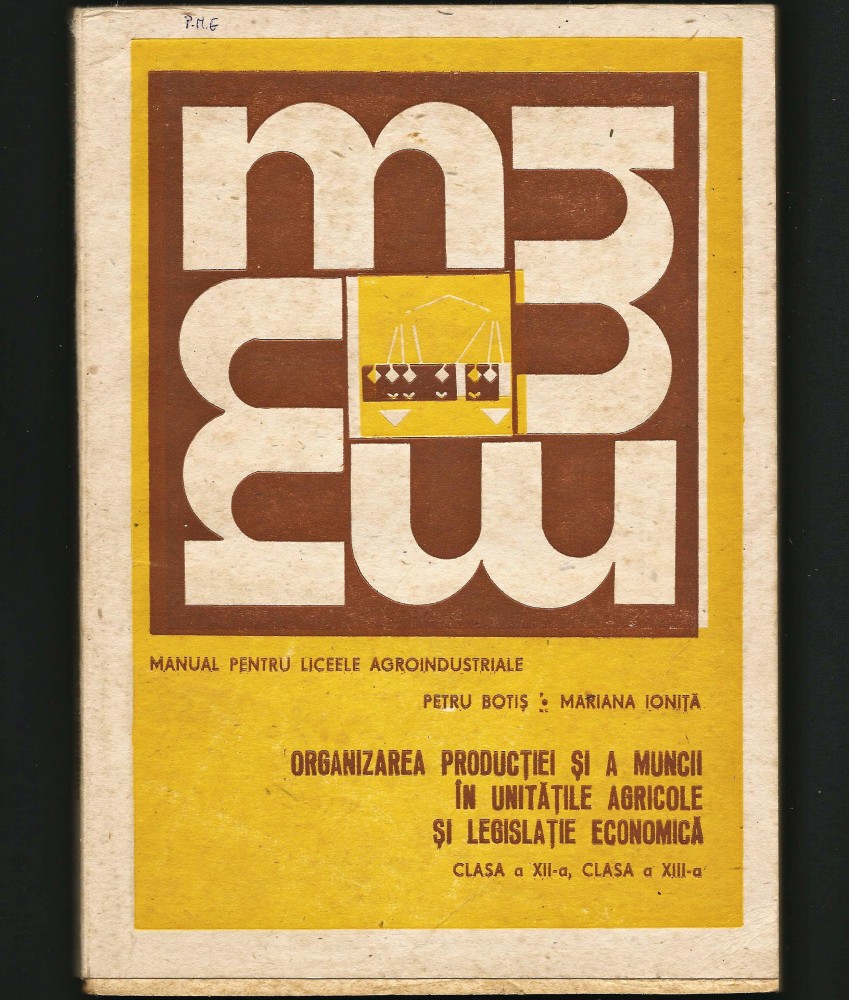 P.M.E
m
m
m
m
MANUAL PENTRU LICEELE AGROINDUSTRIALE
PETRU BOTIȘ • MARIANA IONIȚĂ
ORGANIZAREA PRODUCȚIEI ȘI A MUNCII
ÎN UNITĂȚILE AGRICOLE
ȘI LEGISLAȚIE ECONOMICĂ
CLASA a XII-a, CLASA a XIII-a